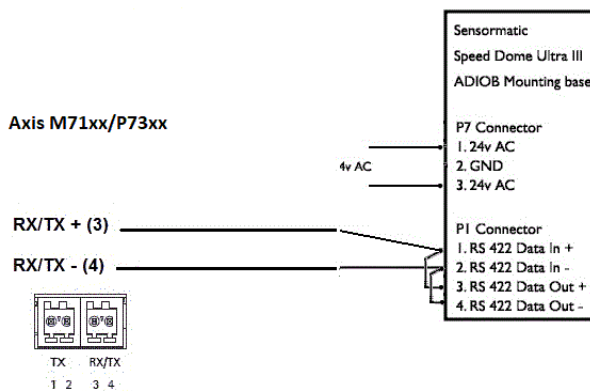 Sensormatic
Speed Dome Ultra III
ADIOB Mounting base
Axis M71xx/P73xx
P7 Connector
1. 24v AC
4v AC
2. GND
3. 24v AC
RX/TX + (3)
P1 Connector
1. RS 422 Data In +
RX/TX - (4)
2. RS 422 Data In -
3. RS 422 Data Out +
4. RS 422 Data Out -
TX RX/TX
1 2 3 4